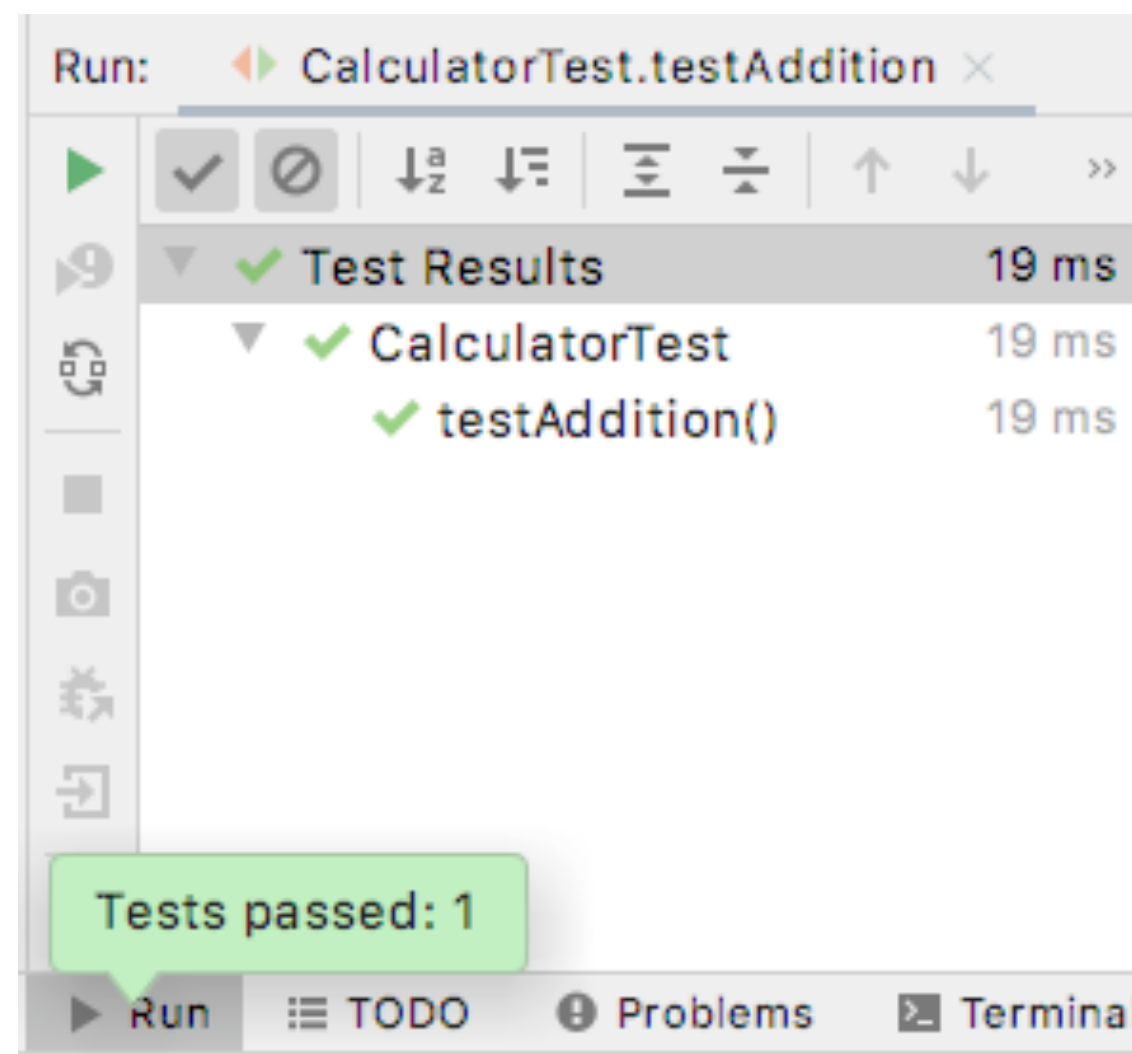 Run: CalculatorTest.testAddition
Test Results 19 ms
CalculatorTest 19 ms
testAddition() 19 ms
Tests passed: 1
Run TODO Problems Termina